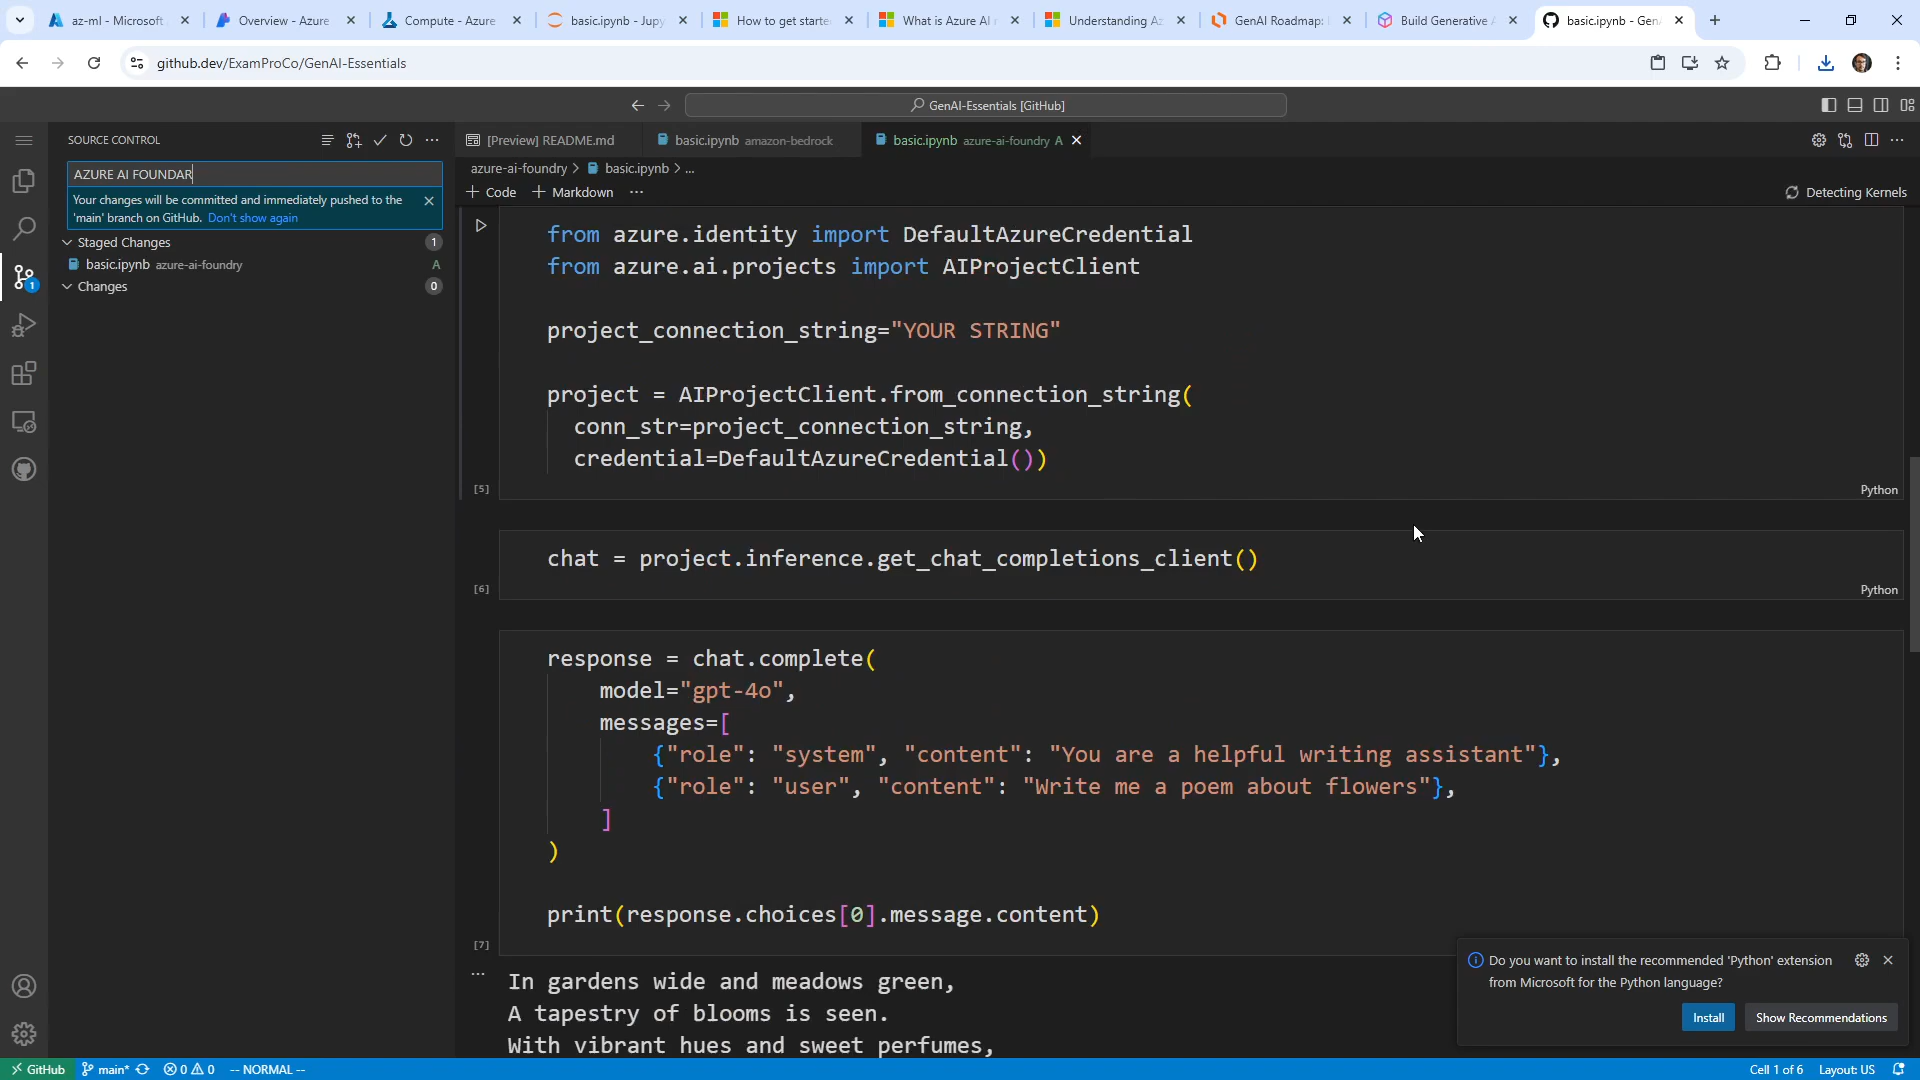 az-ml - Microsoft
Overview - Azure
Compute - Azure
basic.ipynb - Jupy
How to get starte
What is Azure AI
Understanding Az
GenAI Roadmap:
Build Generative
basic.ipynb - Gen
github.dev/ExamProCo/GenAI-Essentials
GenAI-Essentials [GitHub]
SOURCE CONTROL
AZURE AI FOUNDAR
Your changes will be committed and immediately pushed to the
'main' branch on GitHub. Don't show again
Staged Changes 1
basic.ipynb azure-ai-foundry A
Changes 0
1
[Preview] README.md
basic.ipynb amazon-bedrock
basic.ipynb azure-ai-foundry A
azure-ai-foundry > basic.ipynb > ...
+ Code + Markdown ...
Detecting Kernels
from azure.identity import DefaultAzureCredential
from azure.ai.projects import AIProjectClient
project_connection_string="YOUR STRING"
project = AIProjectClient.from_connection_string(
conn_str=project_connection_string,
credential=DefaultAzureCredential())
[5] Python
chat = project.inference.get_chat_completions_client()
[6] Python
response = chat.complete(
model="gpt-4o",
messages=[
{"role": "system", "content": "You are a helpful writing assistant"},
{"role": "user", "content": "Write me a poem about flowers"},
]
)
print(response.choices[0].message.content)
[7]
In gardens wide and meadows green,
A tapestry of blooms is seen.
With vibrant hues and sweet perfumes,
Do you want to install the recommended 'Python' extension
from Microsoft for the Python language?
Install
Show Recommendations
GitHub main* 0 0 -- NORMAL --
Cell 1 of 6 Layout: US